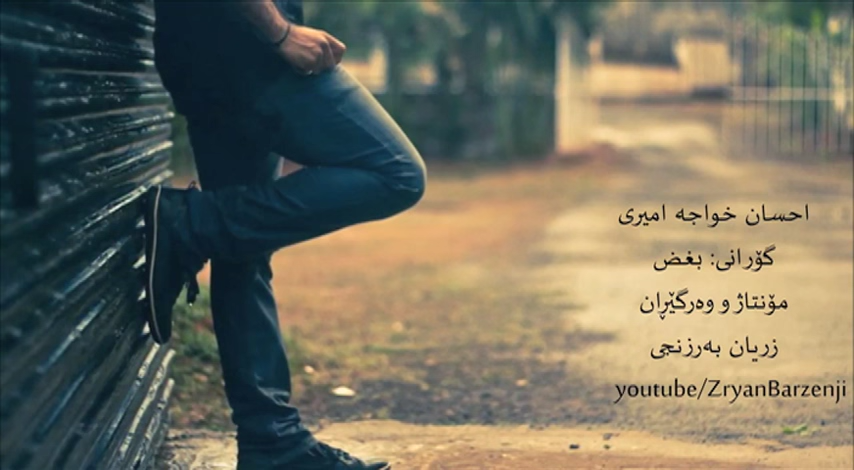 احسان خواجه امیری
گۆرانی: بغض
مۆنتاژ و وەرگێڕان
زریان بەرزنجی
youtube/ZryanBarzenji